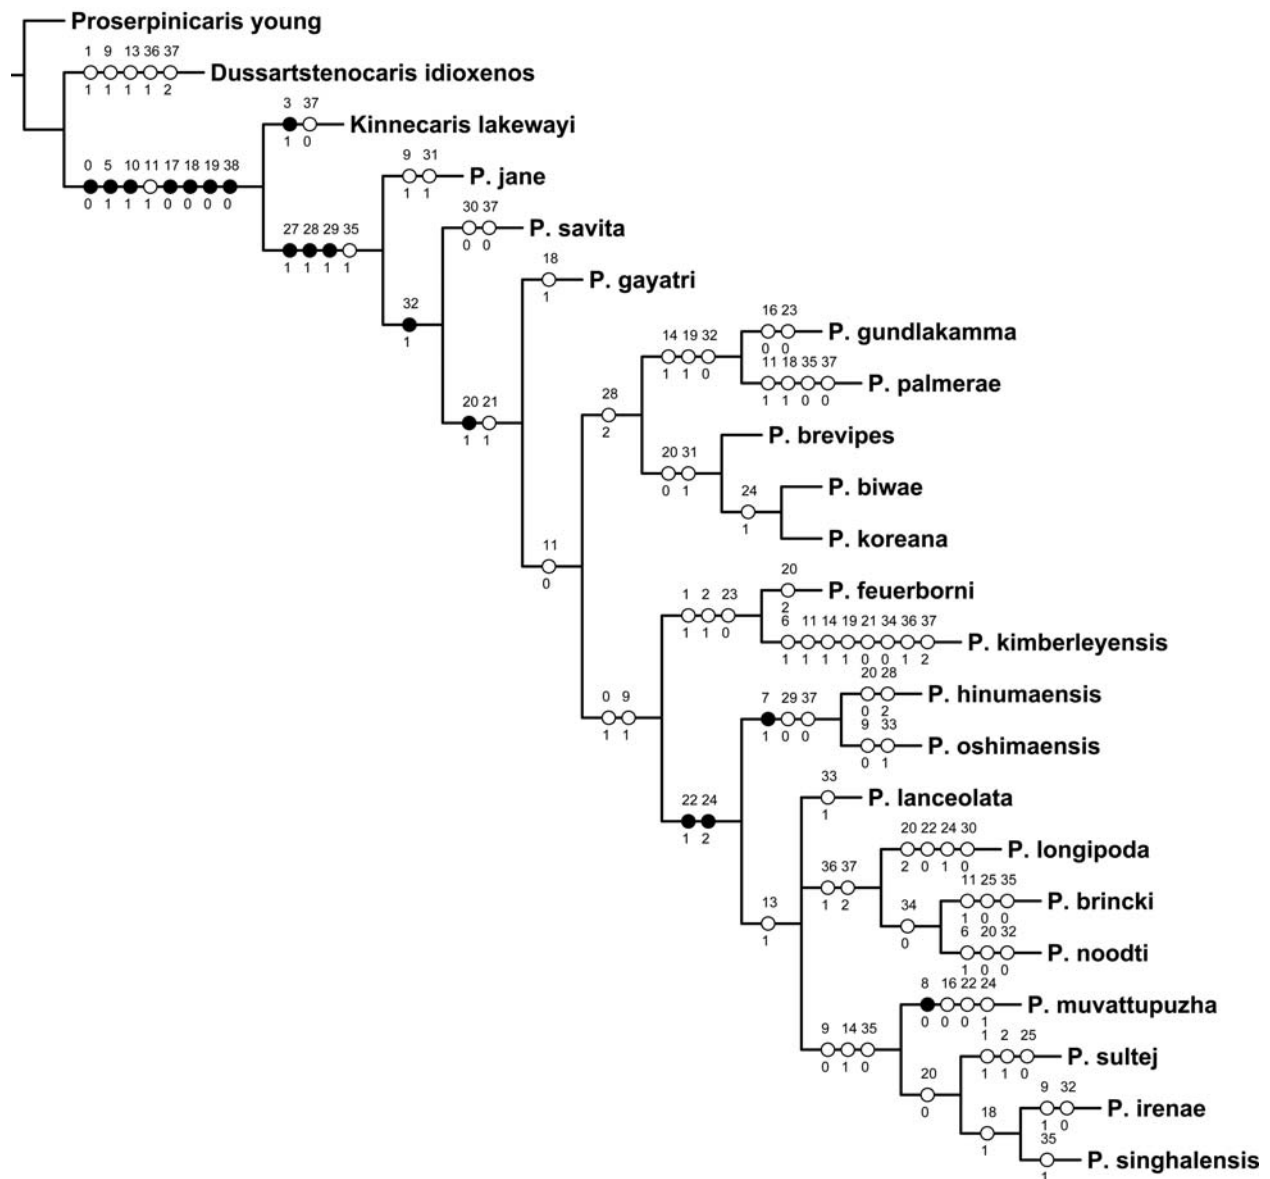 Proserpinicaris young
1 9 13 36 37
Dussartstenocaris idioxenos
1 1 1 1 2
3 37
Kinnecaris lakewayi
1 0
0 5 10 11 17 18 19 38
0 1 1 1 0 0 0 0
9 31
P. jane
1 1
27 28 29 35
1 1 1 1
30 37
P. savita
0 0
18
P. gayatri
1
32
1
16 23
P. gundlakamma
0 0
14 19 32
1 1 0
11 18 35 37
P. palmerae
1 1 0 0
28
2
20 21
1 1
P. brevipes
20 31
0 1
P. biwae
24
1
P. koreana
11
0
20
P. feuerborni
2
1 2 23
1 1 0
6 11 14 19 21 34 36 37
P. kimberleyensis
1 1 1 1 0 0 1 2
20 28
P. hinumaensis
0 2
0 9
1 1
7 29 37
1 0 0
9 33
P. oshimaensis
0 1
33
P. lanceolata
1
22 24
1 2
20 22 24 30
P. longipoda
2 0 1 0
36 37
1 2
11 25 35
P. brincki
1 0 0
13
1
34
0
6 20 32
P. noodti
1 0 0
8 16 22 24
P. muvattupuzha
0 0 0 1
9 14 35
0 1 0
1 2 25
P. sultej
1 1 0
20
0
9 32
P. irenae
1 0
18
1
35
P. singhalensis
1